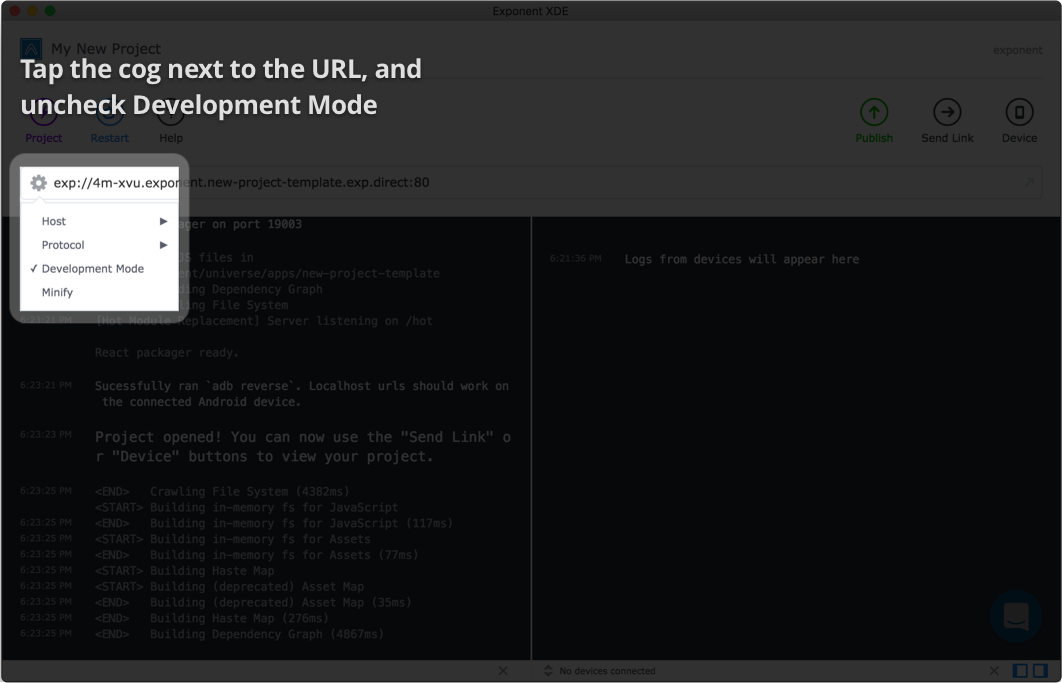 Exponent XDE
My New Project
exponent
Tap the cog next to the URL, and
uncheck Development Mode
Project
Restart
Help
Publish
Send Link
Device
exp://4m-xvu.exponent.new-project-template.exp.direct:80
Host
Protocol
✓ Development Mode
Minify
ager on port 19003
JS files in
ent/universe/apps/new-project-template
ing Dependency Graph
ing File System
6:23:21 PM [Hot Module Replacement] Server listening on /hot
React packager ready.
6:23:21 PM Sucessfully ran `adb reverse`. Localhost urls should work on
the connected Android device.
6:23:23 PM Project opened! You can now use the "Send Link" o
r "Device" buttons to view your project.
6:23:25 PM <END> Crawling File System (4382ms)
<START> Building in-memory fs for JavaScript
6:23:25 PM <END> Building in-memory fs for JavaScript (117ms)
6:23:25 PM <START> Building in-memory fs for Assets
6:23:25 PM <END> Building in-memory fs for Assets (77ms)
6:23:25 PM <START> Building Haste Map
6:23:25 PM <START> Building (deprecated) Asset Map
6:23:25 PM <END> Building (deprecated) Asset Map (35ms)
6:23:25 PM <END> Building Haste Map (276ms)
6:23:25 PM <END> Building Dependency Graph (4867ms)
6:21:36 PM Logs from devices will appear here
No devices connected